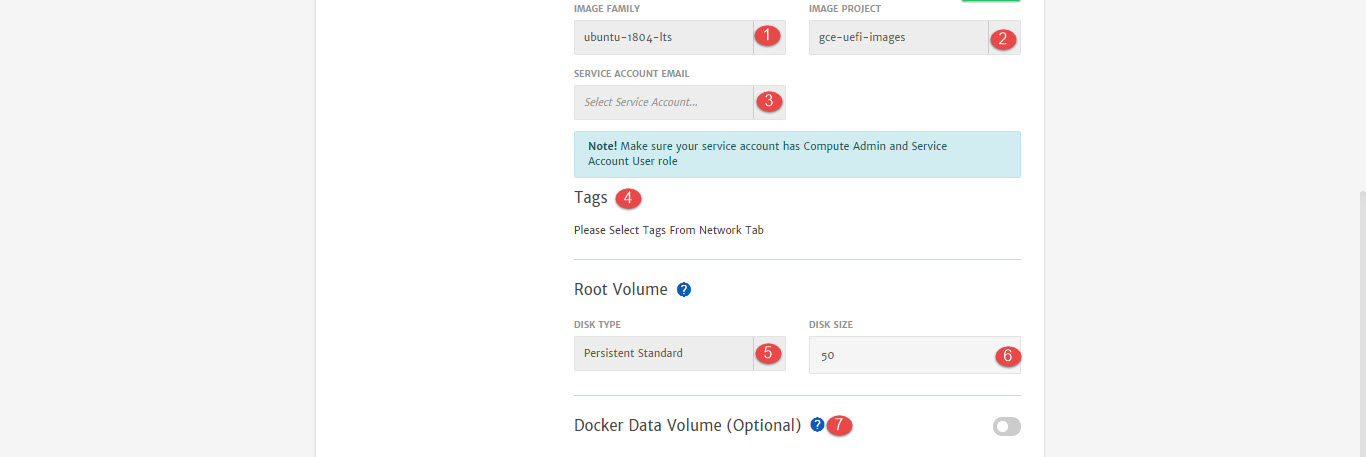 IMAGE FAMILY
IMAGE PROJECT
ubuntu-1804-lts 1
gce-uefi-images 2
SERVICE ACCOUNT EMAIL
Select Service Account... 3
Note! Make sure your service account has Compute Admin and Service
Account User role
Tags 4
Please Select Tags From Network Tab
Root Volume ?
DISK TYPE
DISK SIZE
Persistent Standard 5
50 6
Docker Data Volume (Optional) ? 7